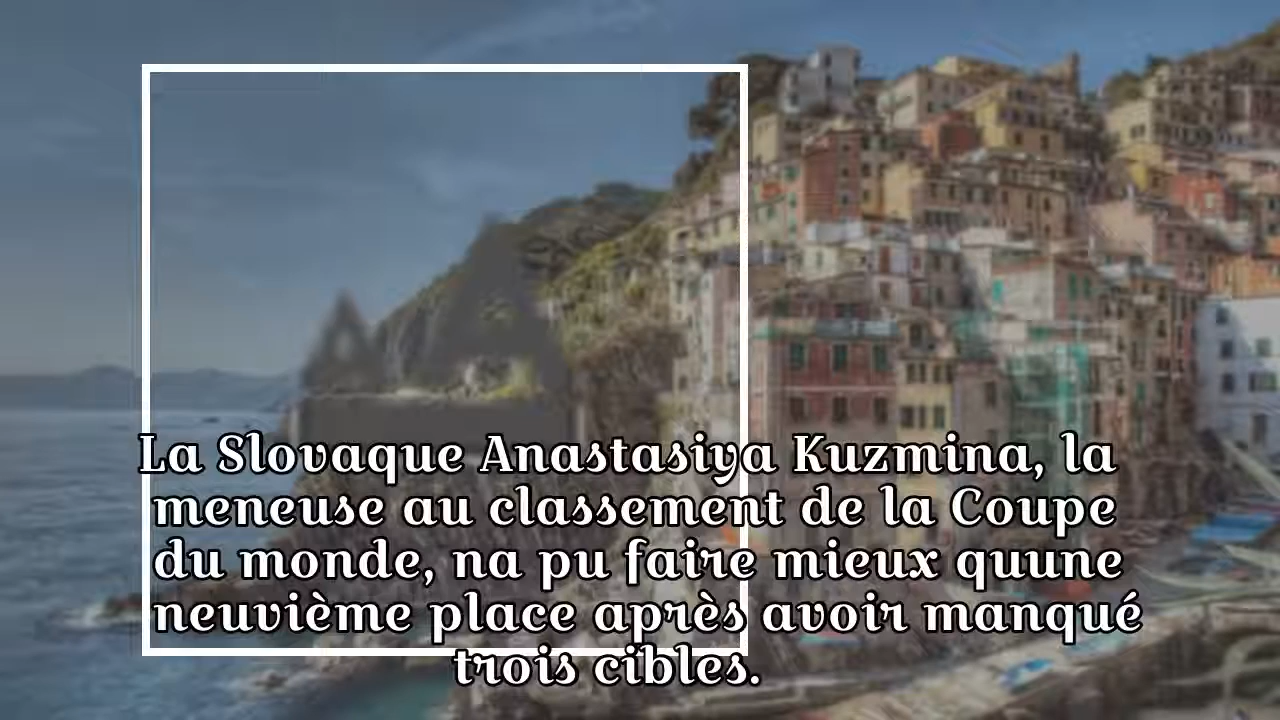 La Slovaque Anastasiya Kuzmina, la
meneuse au classement de la Coupe
du monde, na pu faire mieux quune
neuvième place après avoir manqué
trois cibles.